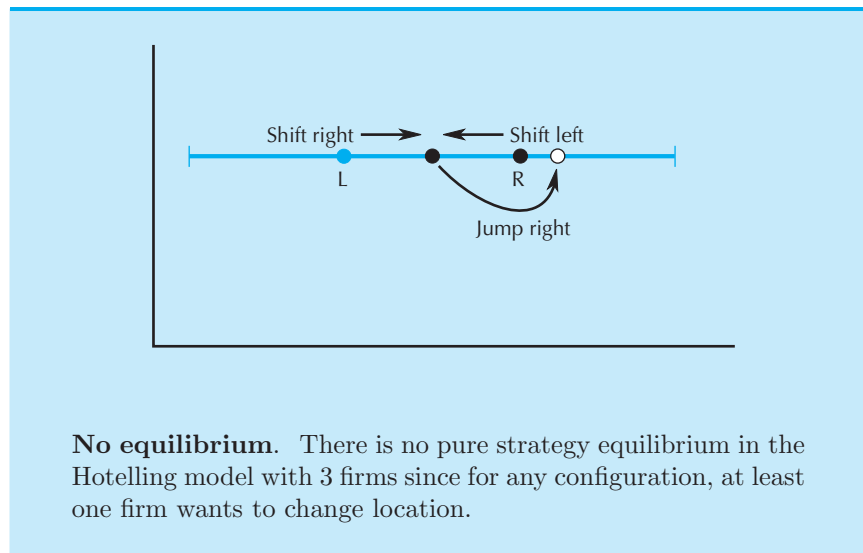 Shift right
Shift left
L
R
Jump right
No equilibrium. There is no pure strategy equilibrium in the
Hotelling model with 3 firms since for any configuration, at least
one firm wants to change location.